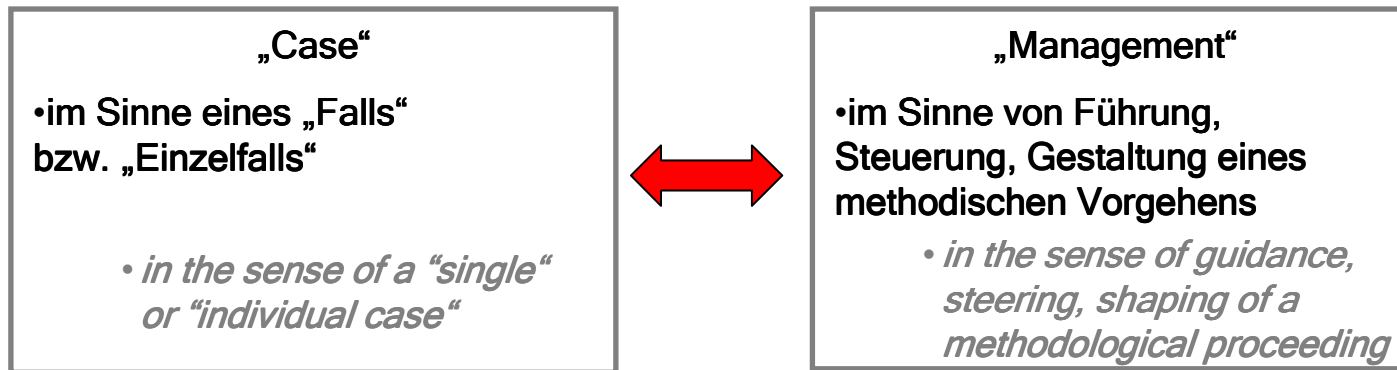 „Case“
•im Sinne eines „Falls“
bzw. „Einzelfalls“
• in the sense of a “single“
or “individual case“
„Management“
•im Sinne von Führung,
Steuerung, Gestaltung eines
methodischen Vorgehens
• in the sense of guidance,
steering, shaping of a
methodological proceeding